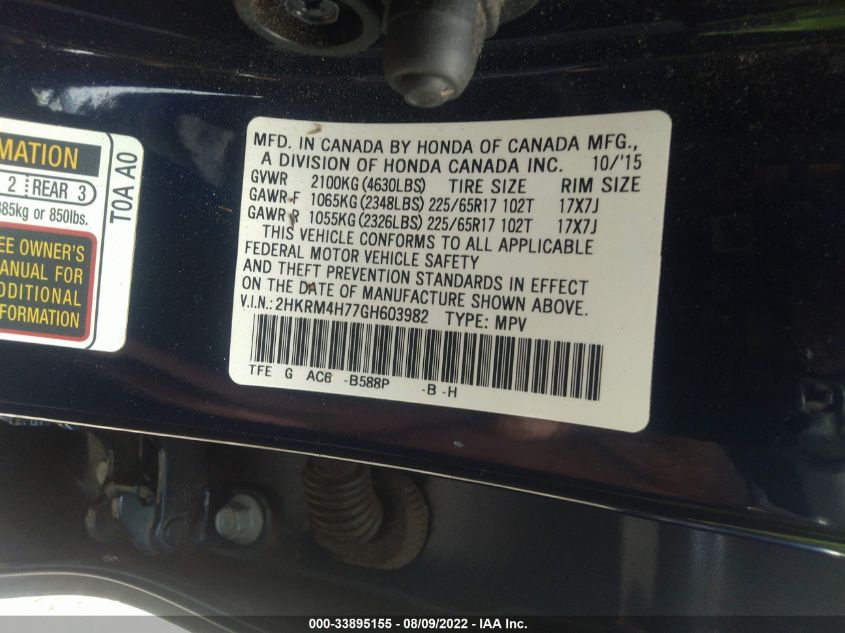 MATION
2 REAR 3
385kg or 850lbs.
EE OWNER'S
ANUAL FOR
DDITIONAL
FORMATION
T0A A0
MFD. IN CANADA BY HONDA OF CANADA MFG.,
A DIVISION OF HONDA CANADA INC. 10/'15
GVWR 2100KG (4630LBS) TIRE SIZE RIM SIZE
GAWR F 1065KG (2348LBS) 225/65R17 102T 17X7J
GAWR R 1055KG (2326LBS) 225/65R17 102T 17X7J
THIS VEHICLE CONFORMS TO ALL APPLICABLE
FEDERAL MOTOR VEHICLE SAFETY
AND THEFT PREVENTION STANDARDS IN EFFECT
ON THE DATE OF MANUFACTURE SHOWN ABOVE.
V.I.N.: 2HKRM4H77GH603982 TYPE: MPV
TFE G AC6 -B588P -B -H
000-33895155 - 08/09/2022 - IAA Inc.